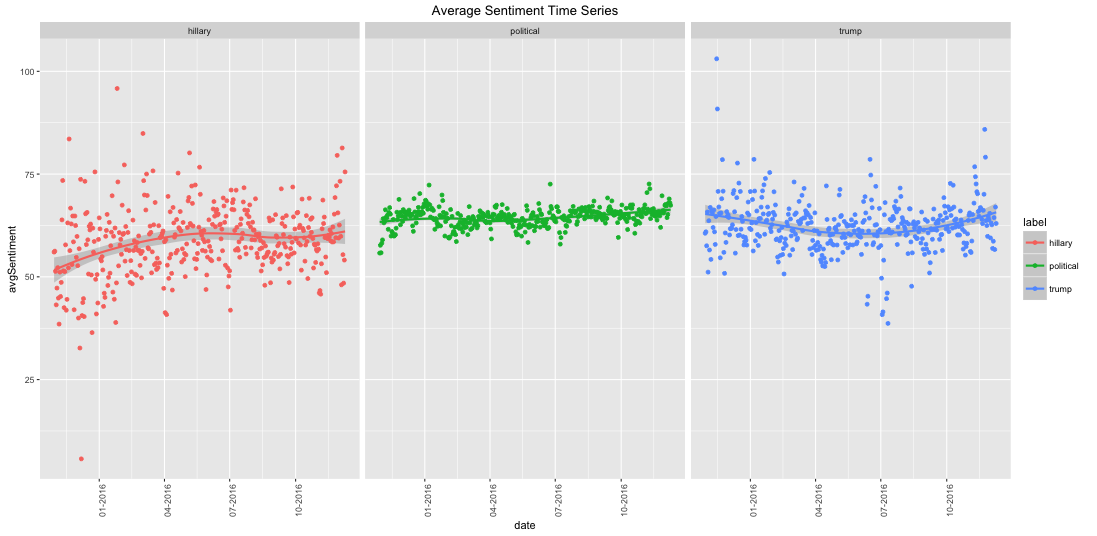 Average Sentiment Time Series
hillary
political
trump
avgSentiment
100
75
50
25
01-2016
04-2016
07-2016
10-2016
01-2016
04-2016
07-2016
10-2016
01-2016
04-2016
07-2016
10-2016
date
label
hillary
political
trump